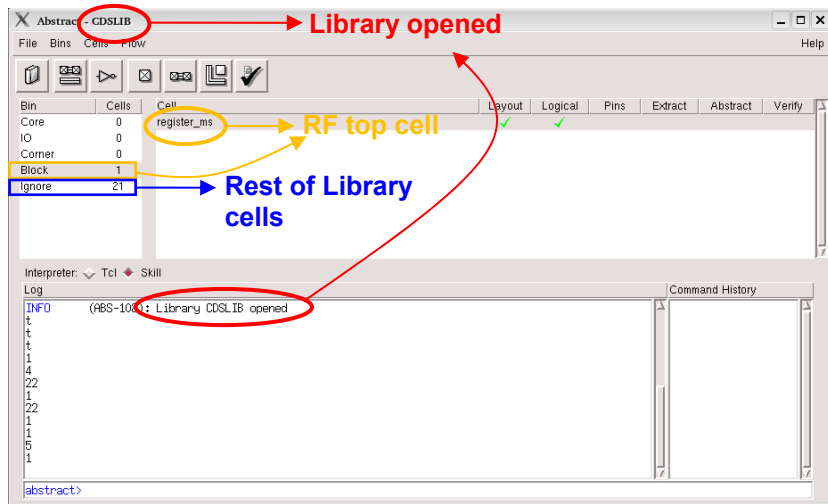 Abstract - CDSLIB
Library opened
File Bins Cells Flow Help
Bin Cells Cell Layout Logical Pins Extract Abstract Verify
Core 0 register_ms RF top cell
IO 0
Corner 0
Block 1
Ignore 21 Rest of Library
cells
Interpreter: Tcl Skill
Log Command History
INFO (ABS-108): Library CDSLIB opened
t
t
t
1
4
22
1
22
1
1
5
1
abstract>